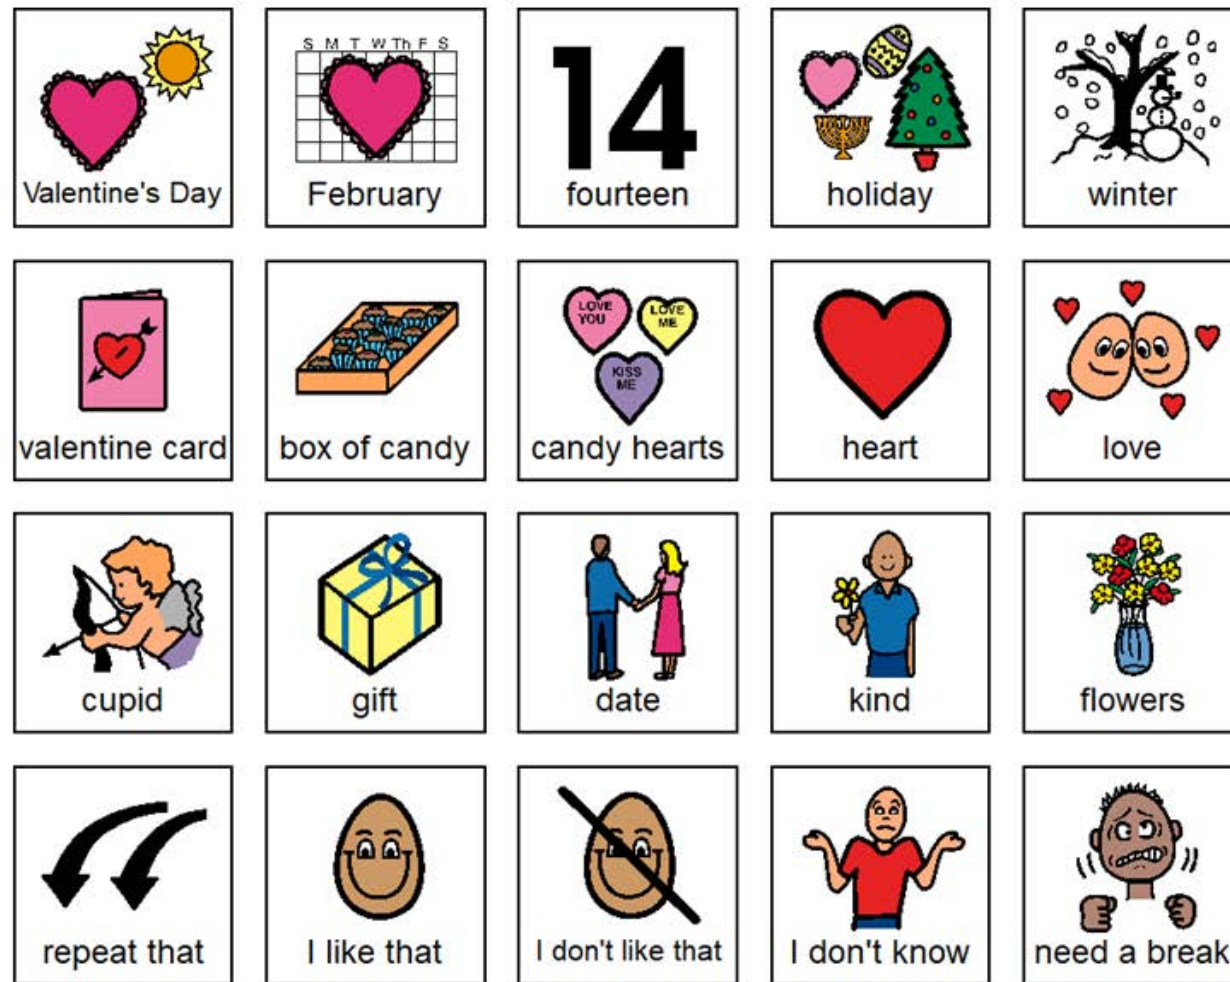 Valentine's Day
S M T W Th F S
February
14
fourteen
holiday
winter
valentine card
box of candy
LOVE
YOU
LOVE
ME
KISS
ME
candy hearts
heart
love
cupid
gift
date
kind
flowers
repeat that
I like that
I don't like that
I don't know
need a break